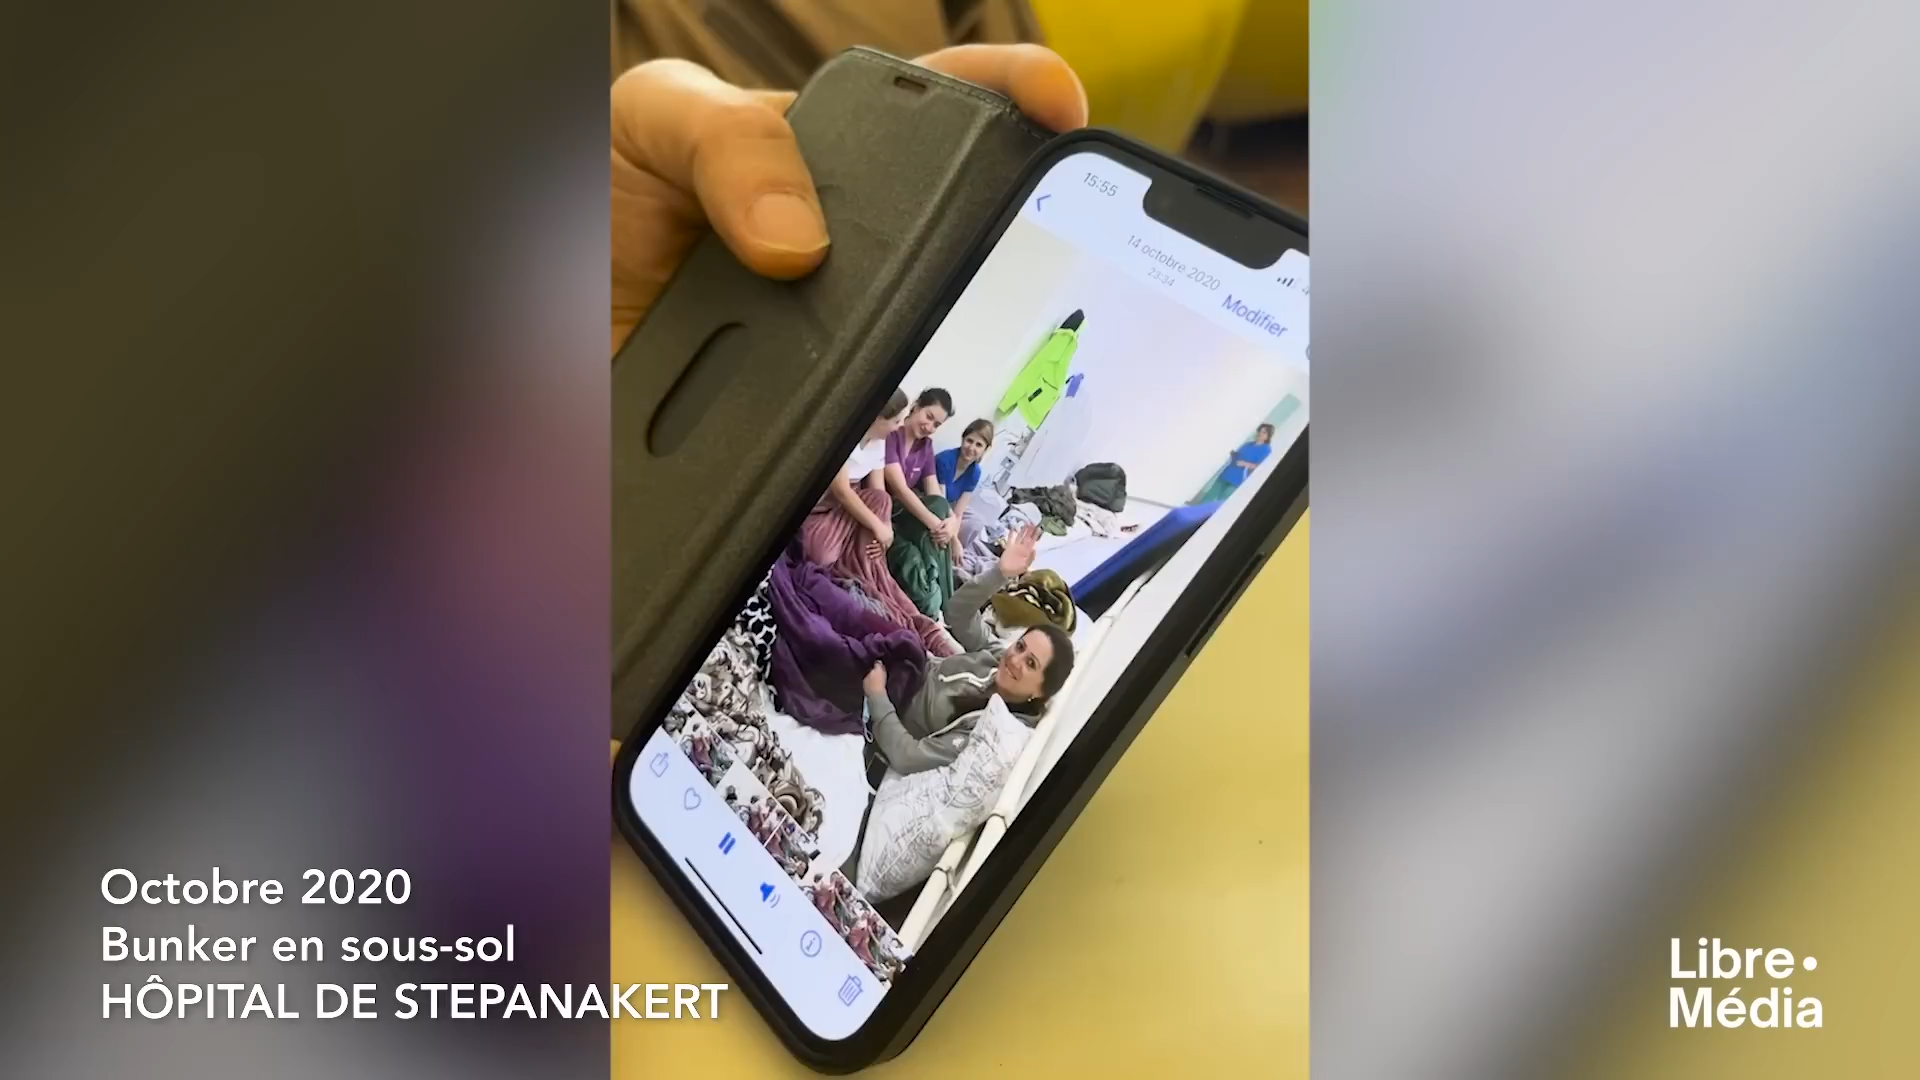 15:55
14 octobre 2020
23:34
Modifier
Octobre 2020
Bunker en sous-sol
HÔPITAL DE STEPANAKERT
Libre
Média